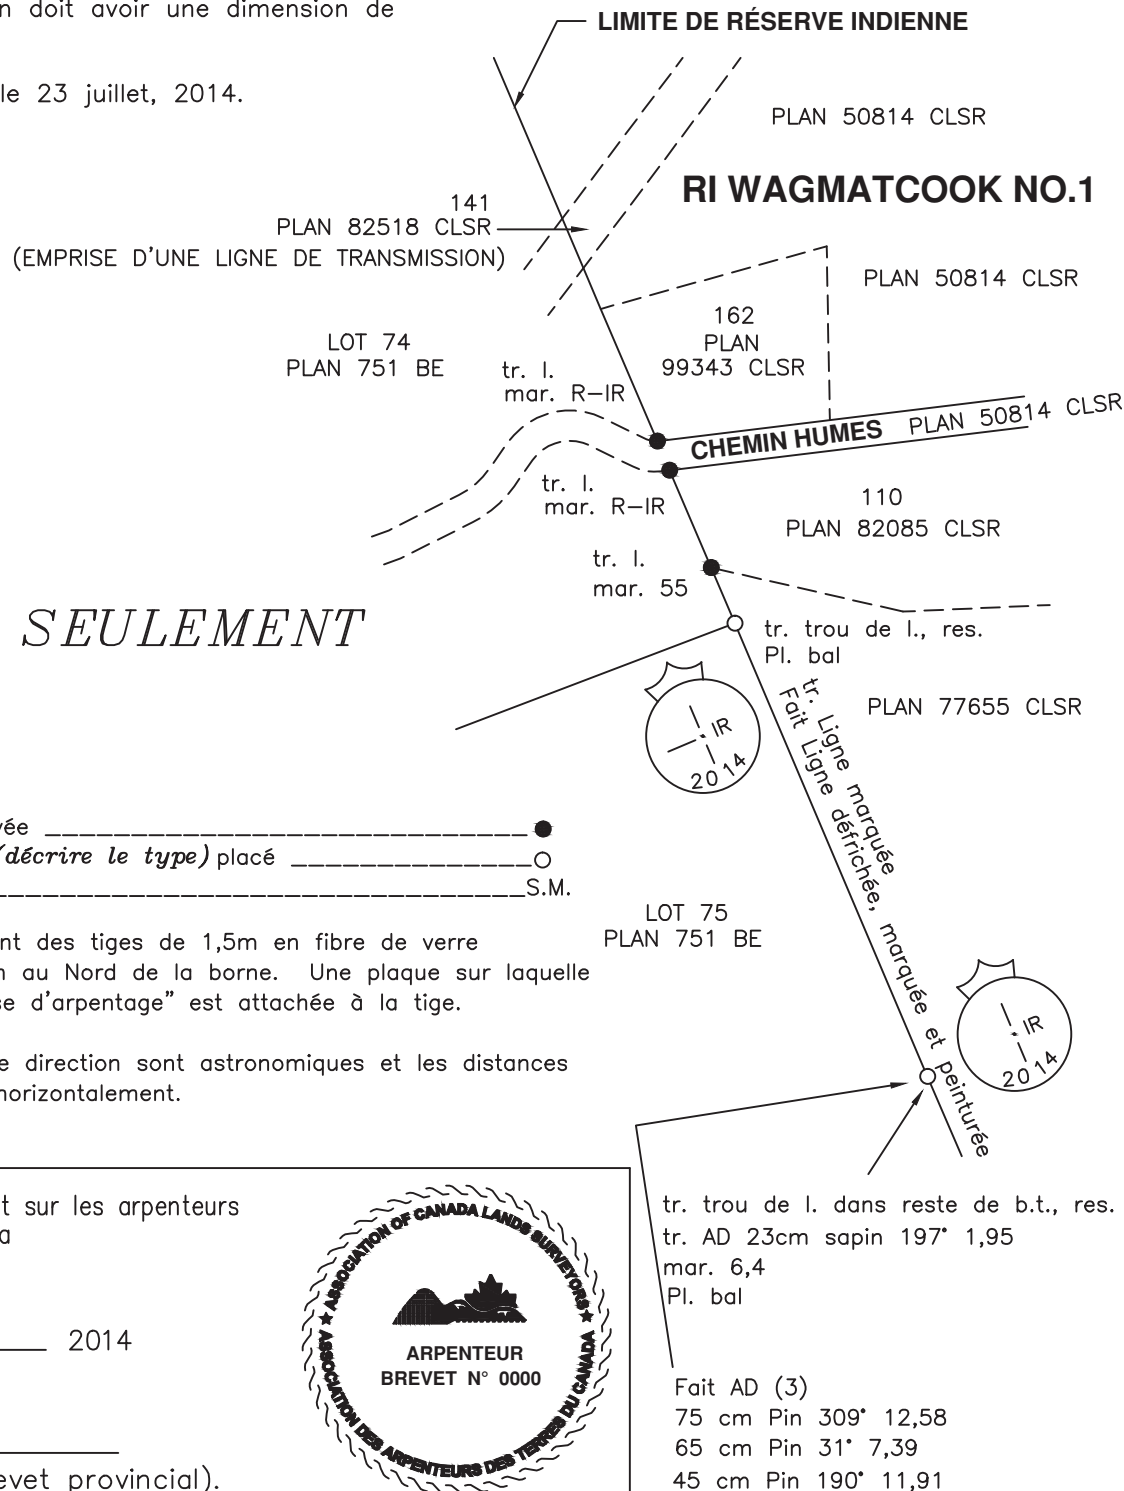 n doit avoir une dimension de
le 23 juillet, 2014.
LIMITE DE RÉSERVE INDIENNE
PLAN 50814 CLSR
RI WAGMATCOOK NO.1
141
PLAN 82518 CLSR
(EMPRISE D'UNE LIGNE DE TRANSMISSION)
PLAN 50814 CLSR
162
PLAN
99343 CLSR
LOT 74
PLAN 751 BE
tr. l.
mar. R-IR
CHEMIN HUMES PLAN 50814 CLSR
tr. l.
mar. R-IR
110
PLAN 82085 CLSR
tr. l.
mar. 55
SEULEMENT
tr. trou de l., res.
Pl. bal
PLAN 77655 CLSR
IR
2014
tr. Ligne marquée
Fait Ligne défrichée, marquée et peinturée
vée ____________________________
(décrire le type) placé ______________
______________________________S.M.
LOT 75
PLAN 751 BE
nt des tiges de 1,5m en fibre de verre
n au Nord de la borne. Une plaque sur laquelle
se d'arpentage" est attachée à la tige.
IR
2014
e direction sont astronomiques et les distances
horizontalement.
t sur les arpenteurs
a
____ 2014
evet provincial).
ASSOCIATION OF CANADA LANDS SURVEYORS
ASSOCIATION DES ARPENTEURS DES TERRES DU CANADA
ARPENTEUR
BREVET N° 0000
tr. trou de l. dans reste de b.t., res.
tr. AD 23cm sapin 197° 1,95
mar. 6,4
Pl. bal
Fait AD (3)
75 cm Pin 309° 12,58
65 cm Pin 31° 7,39
45 cm Pin 190° 11,91